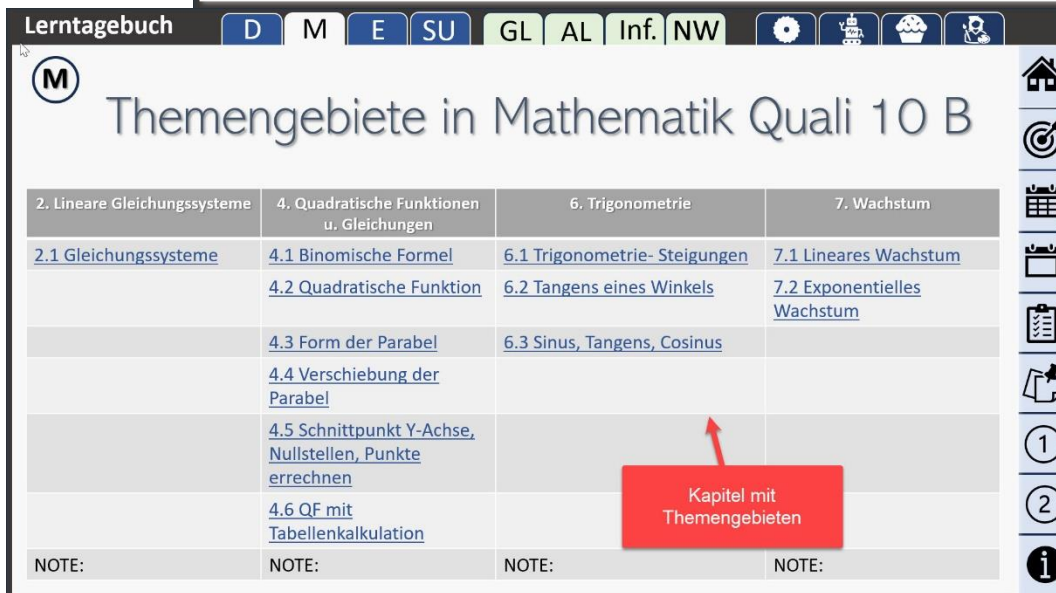 Lerntagebuch
D M E SU GL AL Inf. NW
M
Themengebiete in Mathematik Quali 10 B
2. Lineare Gleichungssysteme
4. Quadratische Funktionen
u. Gleichungen
6. Trigonometrie
7. Wachstum
2.1 Gleichungssysteme
4.1 Binomische Formel
6.1 Trigonometrie- Steigungen
7.1 Lineares Wachstum
4.2 Quadratische Funktion
6.2 Tangens eines Winkels
7.2 Exponentielles
Wachstum
4.3 Form der Parabel
6.3 Sinus, Tangens, Cosinus
4.4 Verschiebung der
Parabel
4.5 Schnittpunkt Y-Achse,
Nullstellen, Punkte
errechnen
4.6 QF mit
Tabellenkalkulation
Kapitel mit
Themengebieten
NOTE:
NOTE:
NOTE:
NOTE:
1
2
i